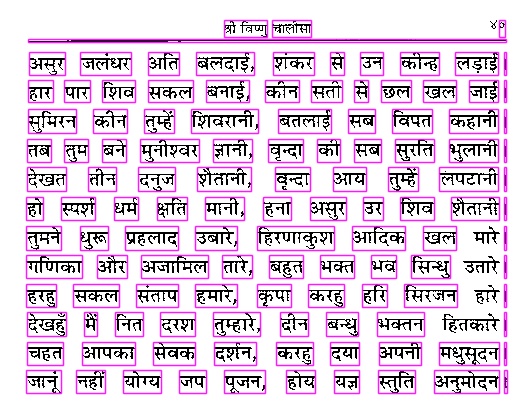 श्री विष्णु चालीसा ४९
असुर जलंधर अति बलदाई, शंकर से उन कीन्ह लड़ाई
हार पार शिव सकल बनाई, कीन सती से छल खल जाई
सुमिरन कीन तुम्हें शिवरानी, बतलाई सब विपत कहानी
तब तुम बने मुनीश्वर ज्ञानी, वृन्दा की सब सुरति भुलानी
देखत तीन दनुज शैतानी, वृन्दा आय तुम्हें लपटानी
हो स्पर्श धर्म क्षति मानी, हना असुर उर शिव शैतानी
तुमने धुरू प्रहलाद उबारे, हिरणाकुश आदिक खल मारे
गणिका और अजामिल तारे, बहुत भक्त भव सिन्धु उतारे
हरहु सकल संताप हमारे, कृपा करहु हरि सिरजन हारे
देखहुँ मैं नित दरश तुम्हारे, दीन बन्धु भक्तन हितकारे
चहत आपका सेवक दर्शन, करहु दया अपनी मधुसूदन
जानूं नहीं योग्य जप पूजन, होय यज्ञ स्तुति अनुमोदन